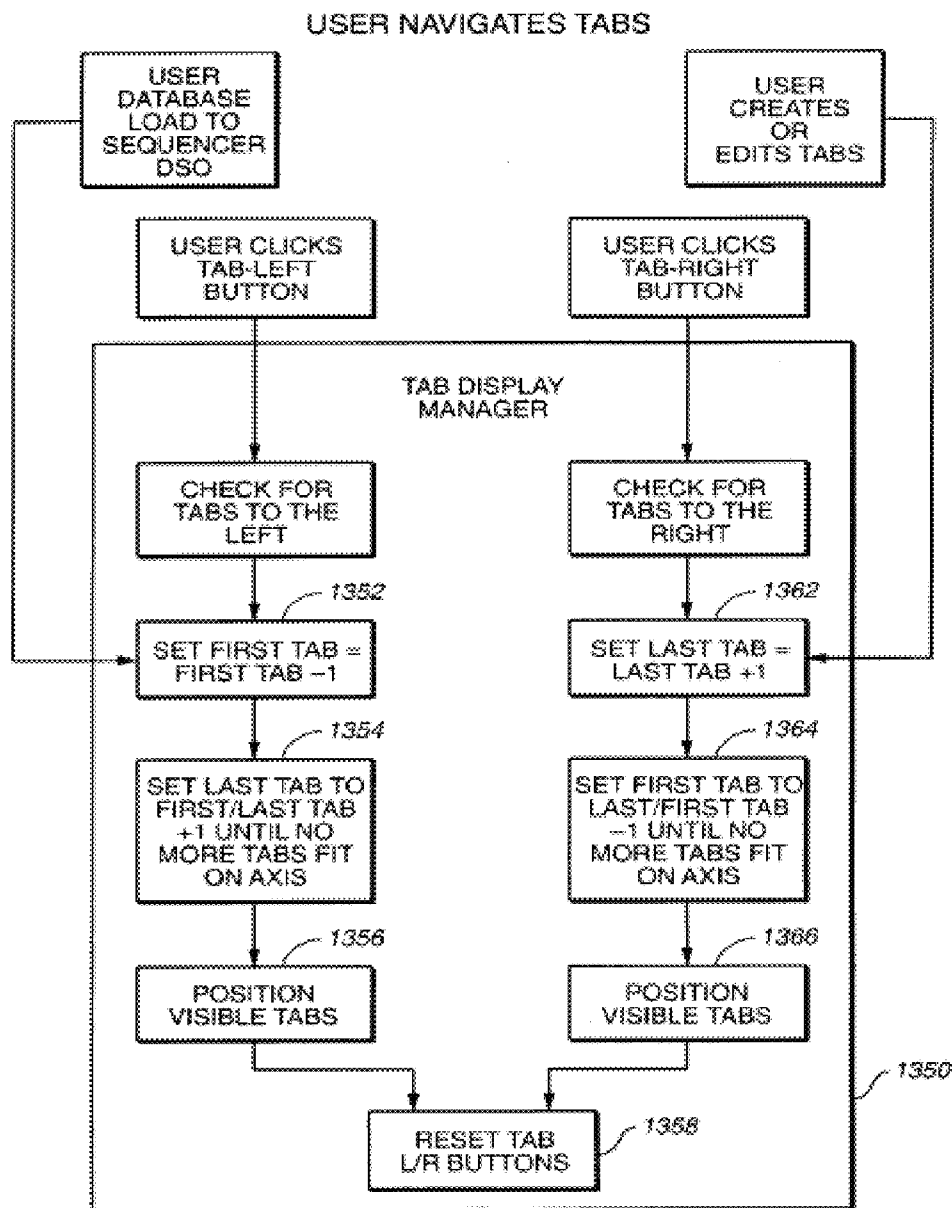 USER NAVIGATES TABS
USER
DATABASE
LOAD TO
SEQUENCER
DSO
USER
CREATES
OR
EDITS TABS
USER CLICKS
TAB-LEFT
BUTTON
USER CLICKS
TAB-RIGHT
BUTTON
TAB DISPLAY
MANAGER
CHECK FOR
TABS TO THE
LEFT
CHECK FOR
TABS TO THE
RIGHT
1352
SET FIRST TAB =
FIRST TAB –1
1362
SET LAST TAB =
LAST TAB +1
1354
SET LAST TAB TO
FIRST/LAST TAB
+1 UNTIL NO
MORE TABS FIT
ON AXIS
1364
SET FIRST TAB TO
LAST/FIRST TAB
–1 UNTIL NO
MORE TABS FIT
ON AXIS
1356
POSITION
VISIBLE TABS
1366
POSITION
VISIBLE TABS
1350
1358
RESET TAB
L/R BUTTONS